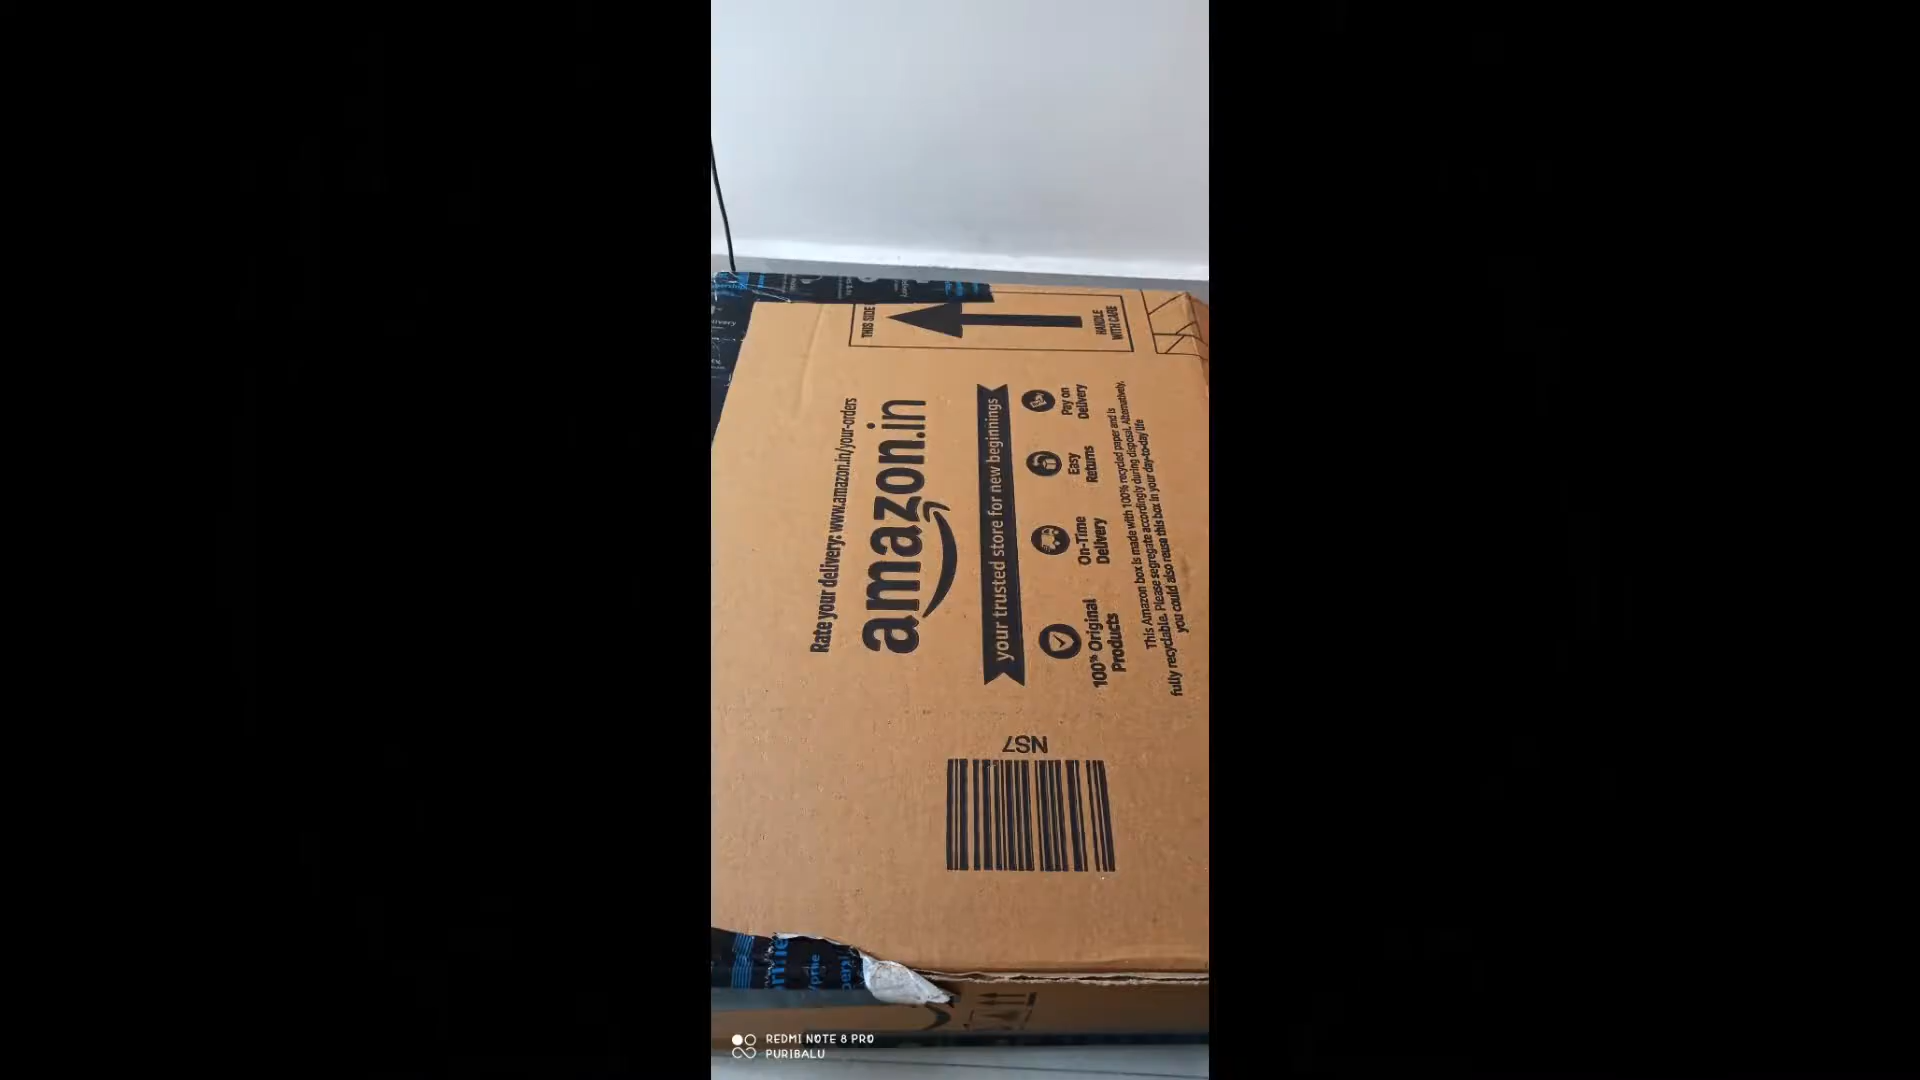 THIS SIDE
HANDLE
WITH CARE
Rate your delivery: www.amazon.in/your-orders
amazon.in
your trusted store for new beginnings
100% Original
Products
On-Time
Delivery
Easy
Returns
Pay on
Delivery
This Amazon box is made with 100% recycled paper and is
fully recyclable. Please segregate accordingly during disposal. Alternatively,
you could also reuse this box in your day-to-day life
NS7
REDMI NOTE 8 PRO
PURIBALU